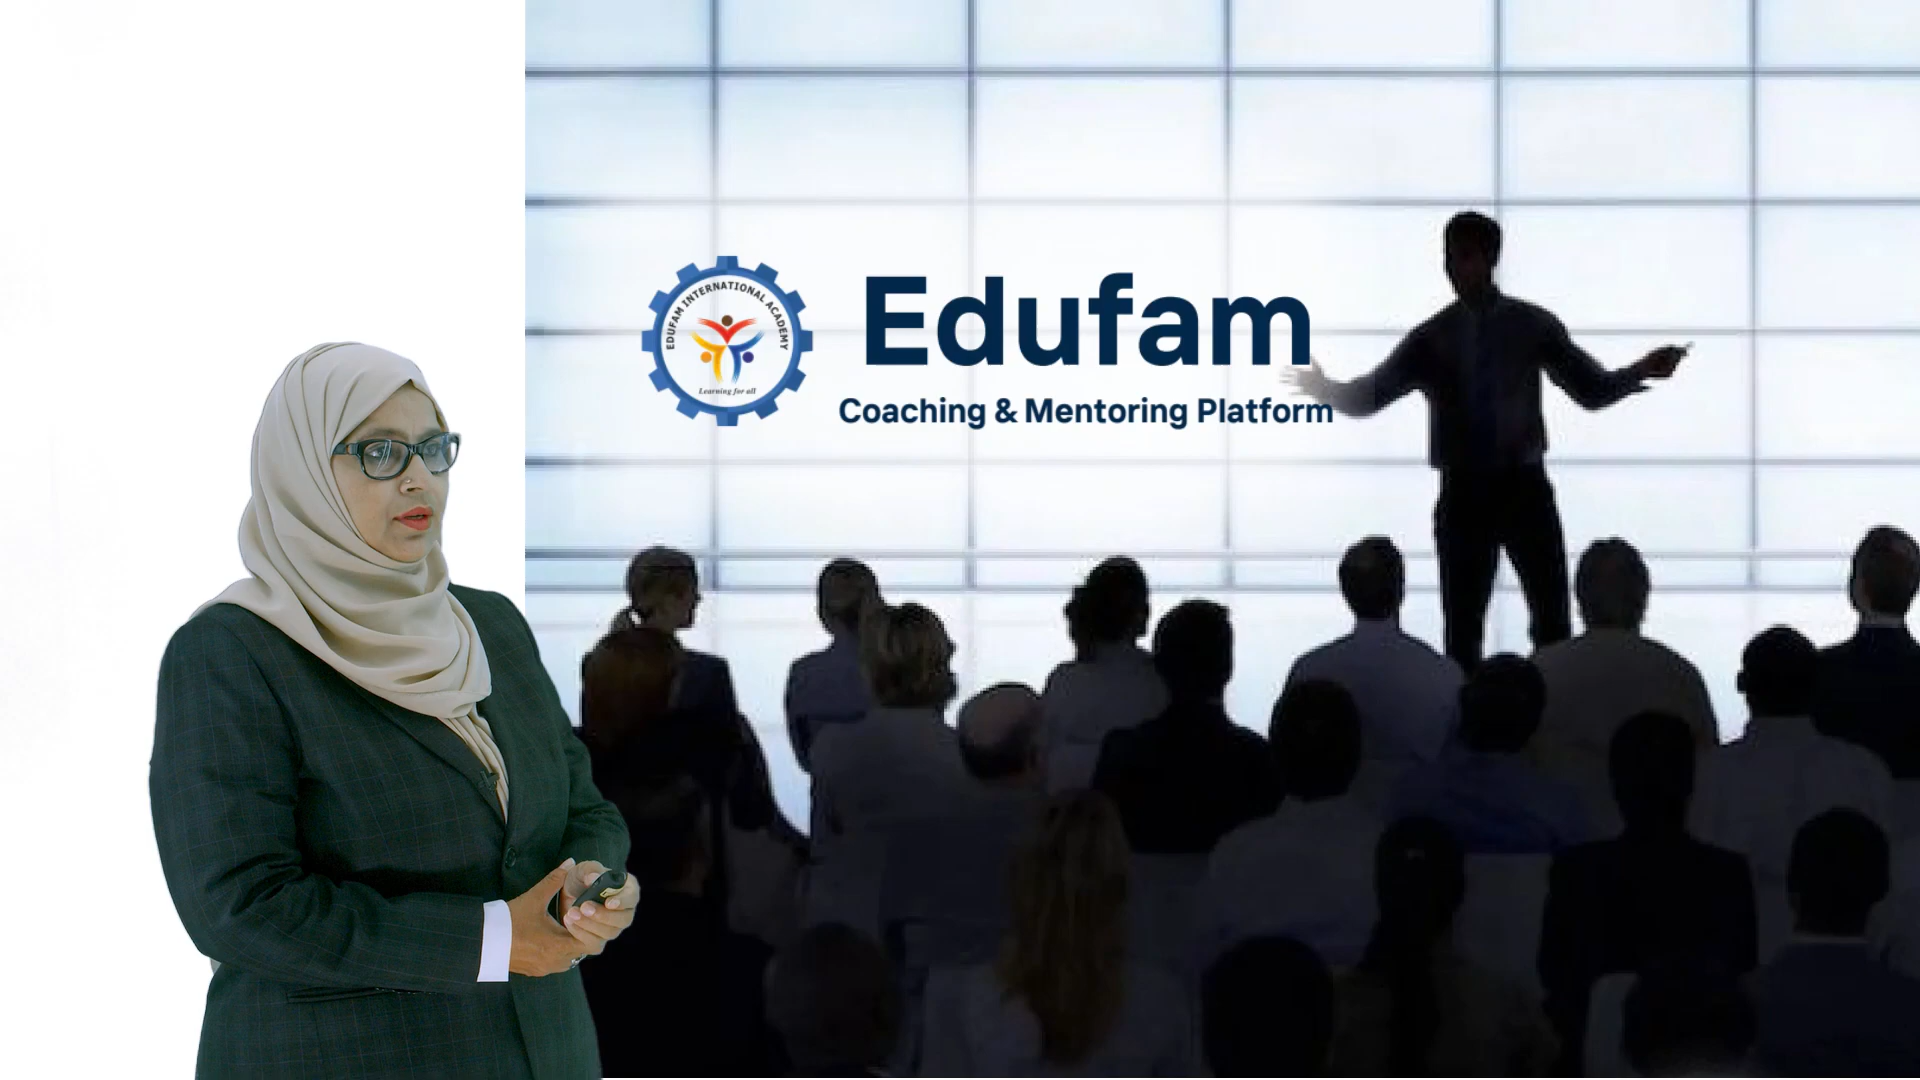 EDUFAM INTERNATIONAL ACADEMY
Learning for all
Edufam
Coaching & Mentoring Platform